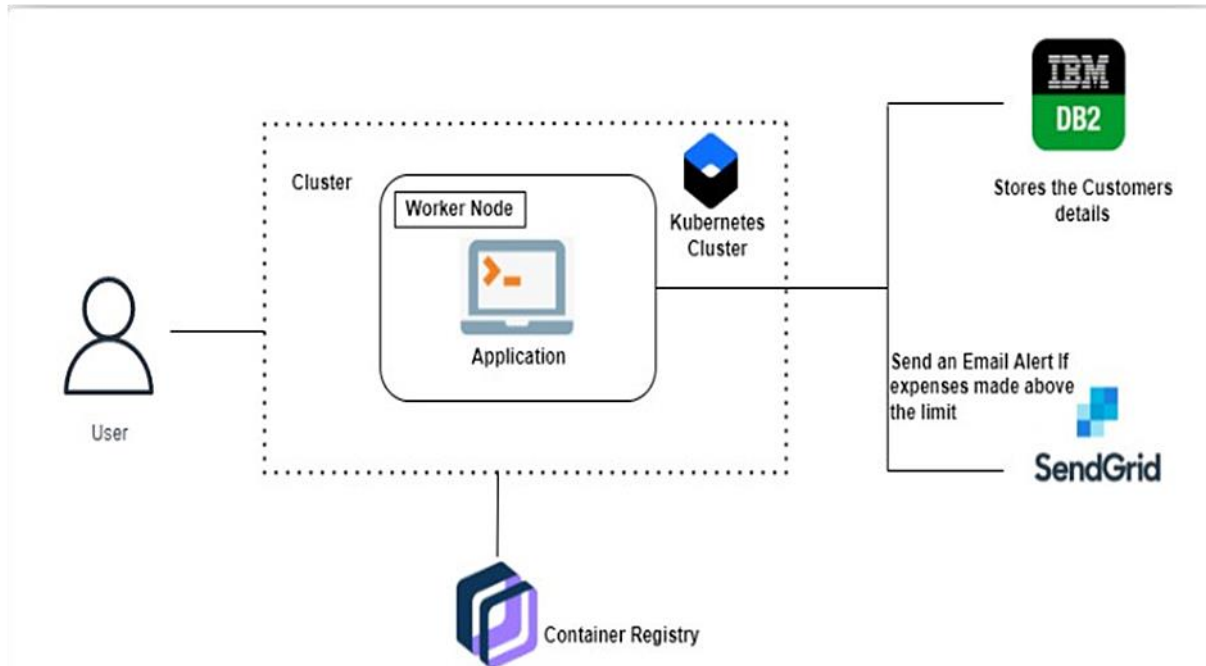 IBM
DB2
Stores the Customers
details
Cluster
Worker Node
Kubernetes
Cluster
Application
User
Send an Email Alert If
expenses made above
the limit
SendGrid
Container Registry